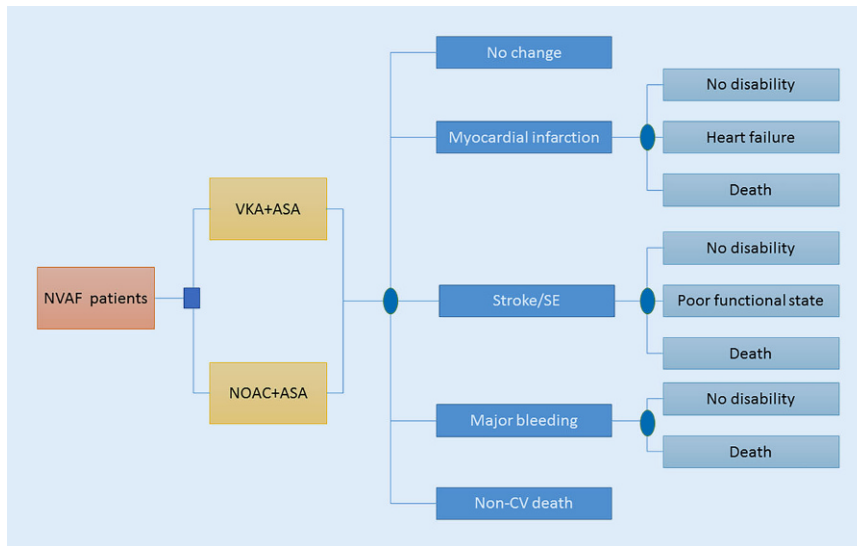 NVAF patients
VKA+ASA
NOAC+ASA
No change
Myocardial infarction
No disability
Heart failure
Death
Stroke/SE
No disability
Poor functional state
Death
Major bleeding
No disability
Death
Non-CV death